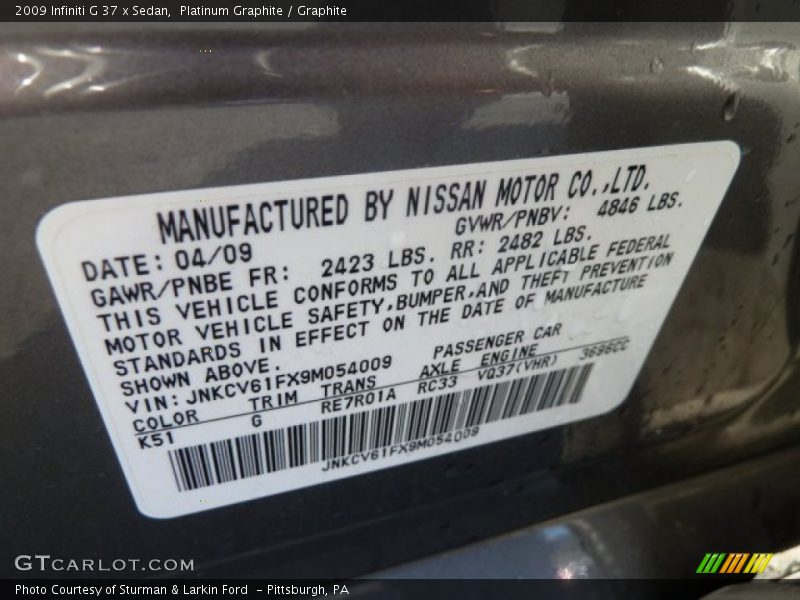 2009 Infiniti G 37 x Sedan,  Platinum Graphite / Graphite
MANUFACTURED BY NISSAN MOTOR CO.,LTD.
DATE: 04/09 GVWR/PNBV: 4846 LBS.
GAWR/PNBE FR: 2423 LBS. RR: 2482 LBS.
THIS VEHICLE CONFORMS TO ALL APPLICABLE FEDERAL
MOTOR VEHICLE SAFETY,BUMPER,AND THEFT PREVENTION
STANDARDS IN EFFECT ON THE DATE OF MANUFACTURE
SHOWN ABOVE.
VIN: JNKCV61FX9M054009 PASSENGER CAR
COLOR TRIM TRANS AXLE ENGINE
K51 G RE7R01A RC33 VQ37(VHR) 3696CC
JNKCV61FX9M054009
GTCARLOT.COM
Photo Courtesy of Sturman & Larkin Ford  - Pittsburgh, PA